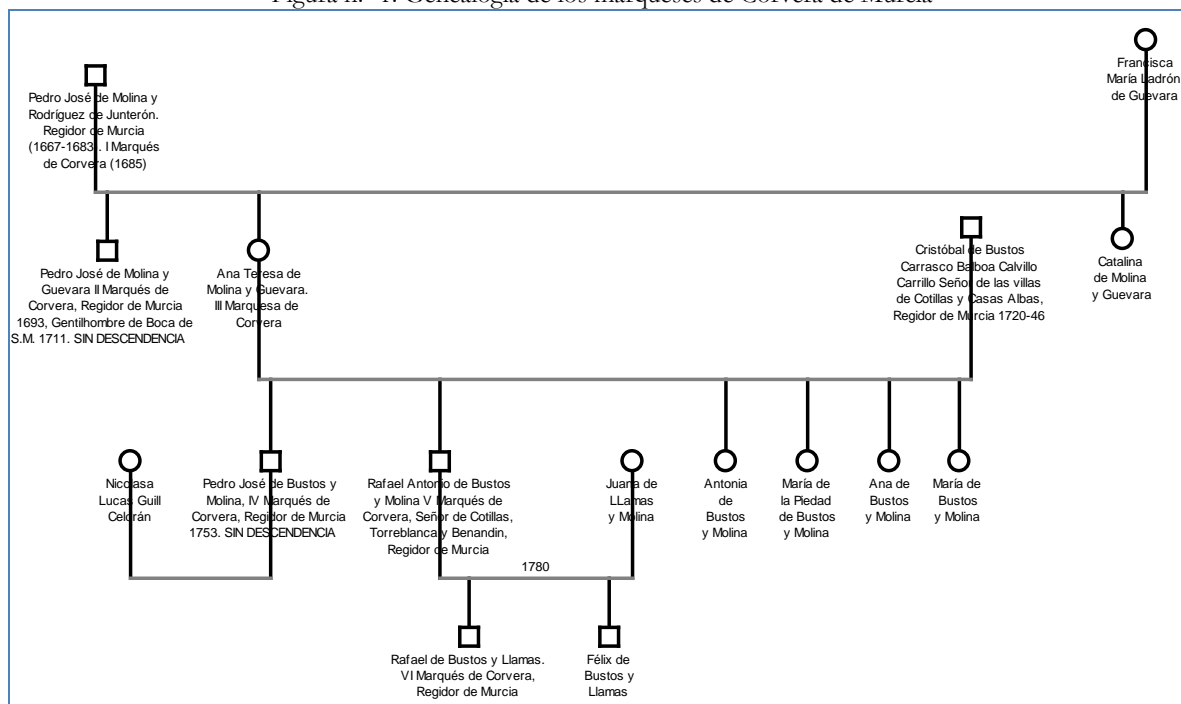 Figura n.º 1. Genealogía de los marqueses de Corvera de Murcia
Francisca
María Ladrón
de Guevara
Pedro José de Molina y
Rodríguez de Junterón.
Regidor de Murcia
(1667-1683). I Marqués
de Corvera (1685)
Pedro José de Molina y
Guevara II Marqués de
Corvera, Regidor de Murcia
1693, Gentilhombre de Boca de
S.M. 1711. SIN DESCENDENCIA
Ana Teresa de
Molina y Guevara.
III Marquesa de
Corvera
Cristóbal de Bustos
Carrasco Balboa Calvillo
Carrillo Señor de las villas
de Cotillas y Casas Albas,
Regidor de Murcia 1720-46
Catalina
de Molina
y Guevara
Nicolasa
Lucas Guill
Celdrán
Pedro José de Bustos y
Molina, IV Marqués de
Corvera, Regidor de Murcia
1753. SIN DESCENDENCIA
Rafael Antonio de Bustos
y Molina V Marqués de
Corvera, Señor de Cotillas,
Torreblanca y Benandin,
Regidor de Murcia
Juana de
LLamas
y Molina
Antonia
de
Bustos
y Molina
María de
la Piedad
de Bustos
y Molina
Ana de
Bustos
y Molina
María de
Bustos
y Molina
1780
Rafael de Bustos y Llamas.
VI Marqués de Corvera,
Regidor de Murcia
Félix de
Bustos y
Llamas